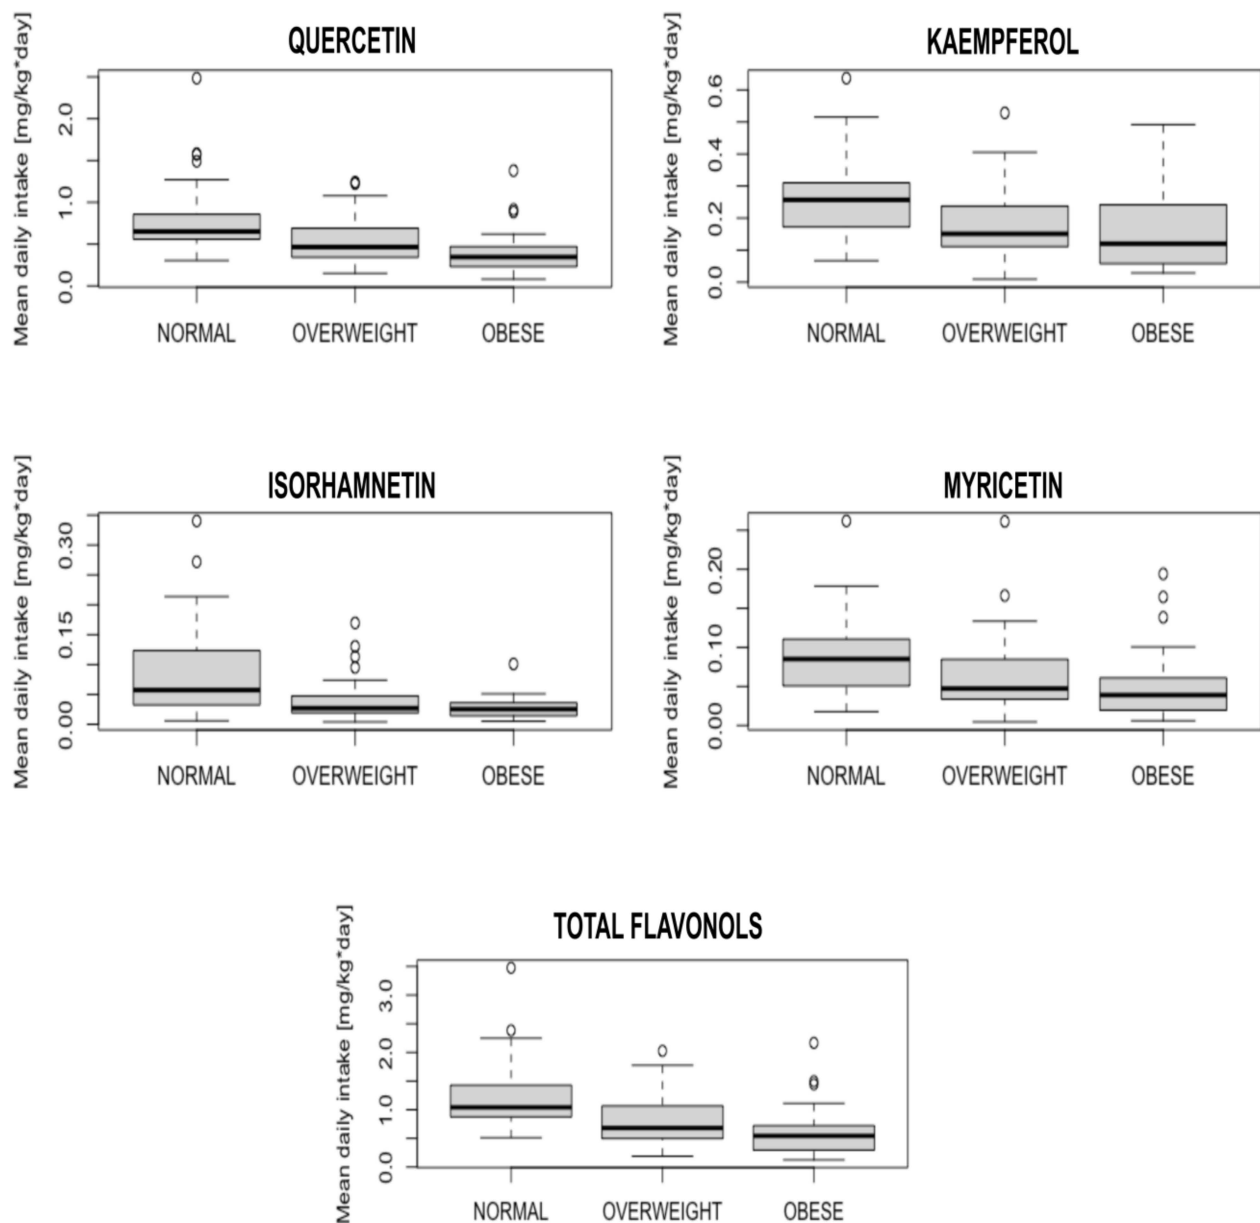 QUERCETIN
Mean daily intake [mg/kg*day]
2.0
1.0
0.0
NORMAL OVERWEIGHT OBESE
KAEMPFEROL
Mean daily intake [mg/kg*day]
0.6
0.4
0.2
0.0
NORMAL OVERWEIGHT OBESE
ISORHAMNETIN
Mean daily intake [mg/kg*day]
0.30
0.15
0.00
NORMAL OVERWEIGHT OBESE
MYRICETIN
Mean daily intake [mg/kg*day]
0.20
0.10
0.00
NORMAL OVERWEIGHT OBESE
TOTAL FLAVONOLS
Mean daily intake [mg/kg*day]
3.0
2.0
1.0
0.0
NORMAL OVERWEIGHT OBESE